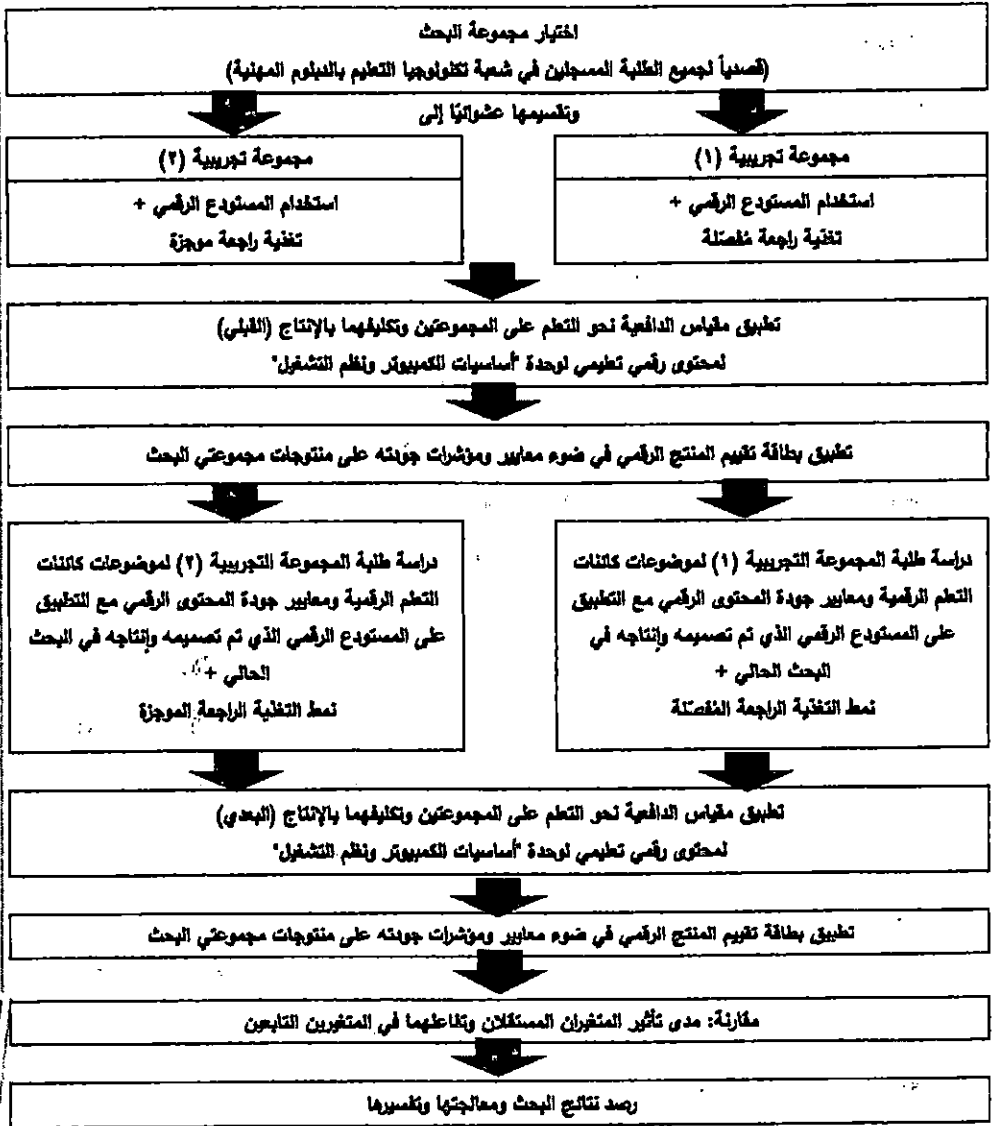 اختيار مجموعة البحث
(قصدياً لجميع الطلبة المسجلين في شعبة تكنولوجيا التعليم بالدبلوم المهنية)
وتقسيمها عشوائيًا إلى
مجموعة تجريبية (١)
استخدام المستودع الرقمي +
تغذية راجعة مُفصّلة
مجموعة تجريبية (٢)
استخدام المستودع الرقمي +
تغذية راجعة موجزة
تطبيق مقياس الدافعية نحو التعلم على المجموعتين وتكليفهما بالإنتاج (القبلي)
لمحتوى رقمي تعليمي لوحدة "أساسيات الكمبيوتر ونظم التشغيل"
تطبيق بطاقة تقييم المنتج الرقمي في ضوء معايير ومؤشرات جودته على منتوجات مجموعتي البحث
دراسة طلبة المجموعة التجريبية (١) لموضوعات كائنات
التعلم الرقمية ومعايير جودة المحتوى الرقمي مع التطبيق
على المستودع الرقمي الذي تم تصميمه وإنتاجه في
البحث الحالي +
نمط التغذية الراجعة المُفصّلة
دراسة طلبة المجموعة التجريبية (٢) لموضوعات كائنات
التعلم الرقمية ومعايير جودة المحتوى الرقمي مع التطبيق
على المستودع الرقمي الذي تم تصميمه وإنتاجه في البحث
الحالي +
نمط التغذية الراجعة الموجزة
تطبيق مقياس الدافعية نحو التعلم على المجموعتين وتكليفهما بالإنتاج (البعدي)
لمحتوى رقمي تعليمي لوحدة "أساسيات الكمبيوتر ونظم التشغيل"
تطبيق بطاقة تقييم المنتج الرقمي في ضوء معايير ومؤشرات جودته على منتوجات مجموعتي البحث
مقارنة: مدى تأثير المتغيران المستقلان وتفاعلهما في المتغيرين التابعين
رصد نتائج البحث ومعالجتها وتفسيرها